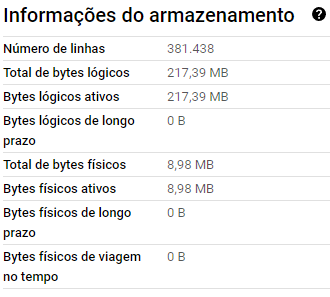 Informações do armazenamento ?
Número de linhas 381.438
Total de bytes lógicos 217,39 MB
Bytes lógicos ativos 217,39 MB
Bytes lógicos de longo 0 B
prazo
Total de bytes físicos 8,98 MB
Bytes físicos ativos 8,98 MB
Bytes físicos de longo 0 B
prazo
Bytes físicos de viagem 0 B
no tempo